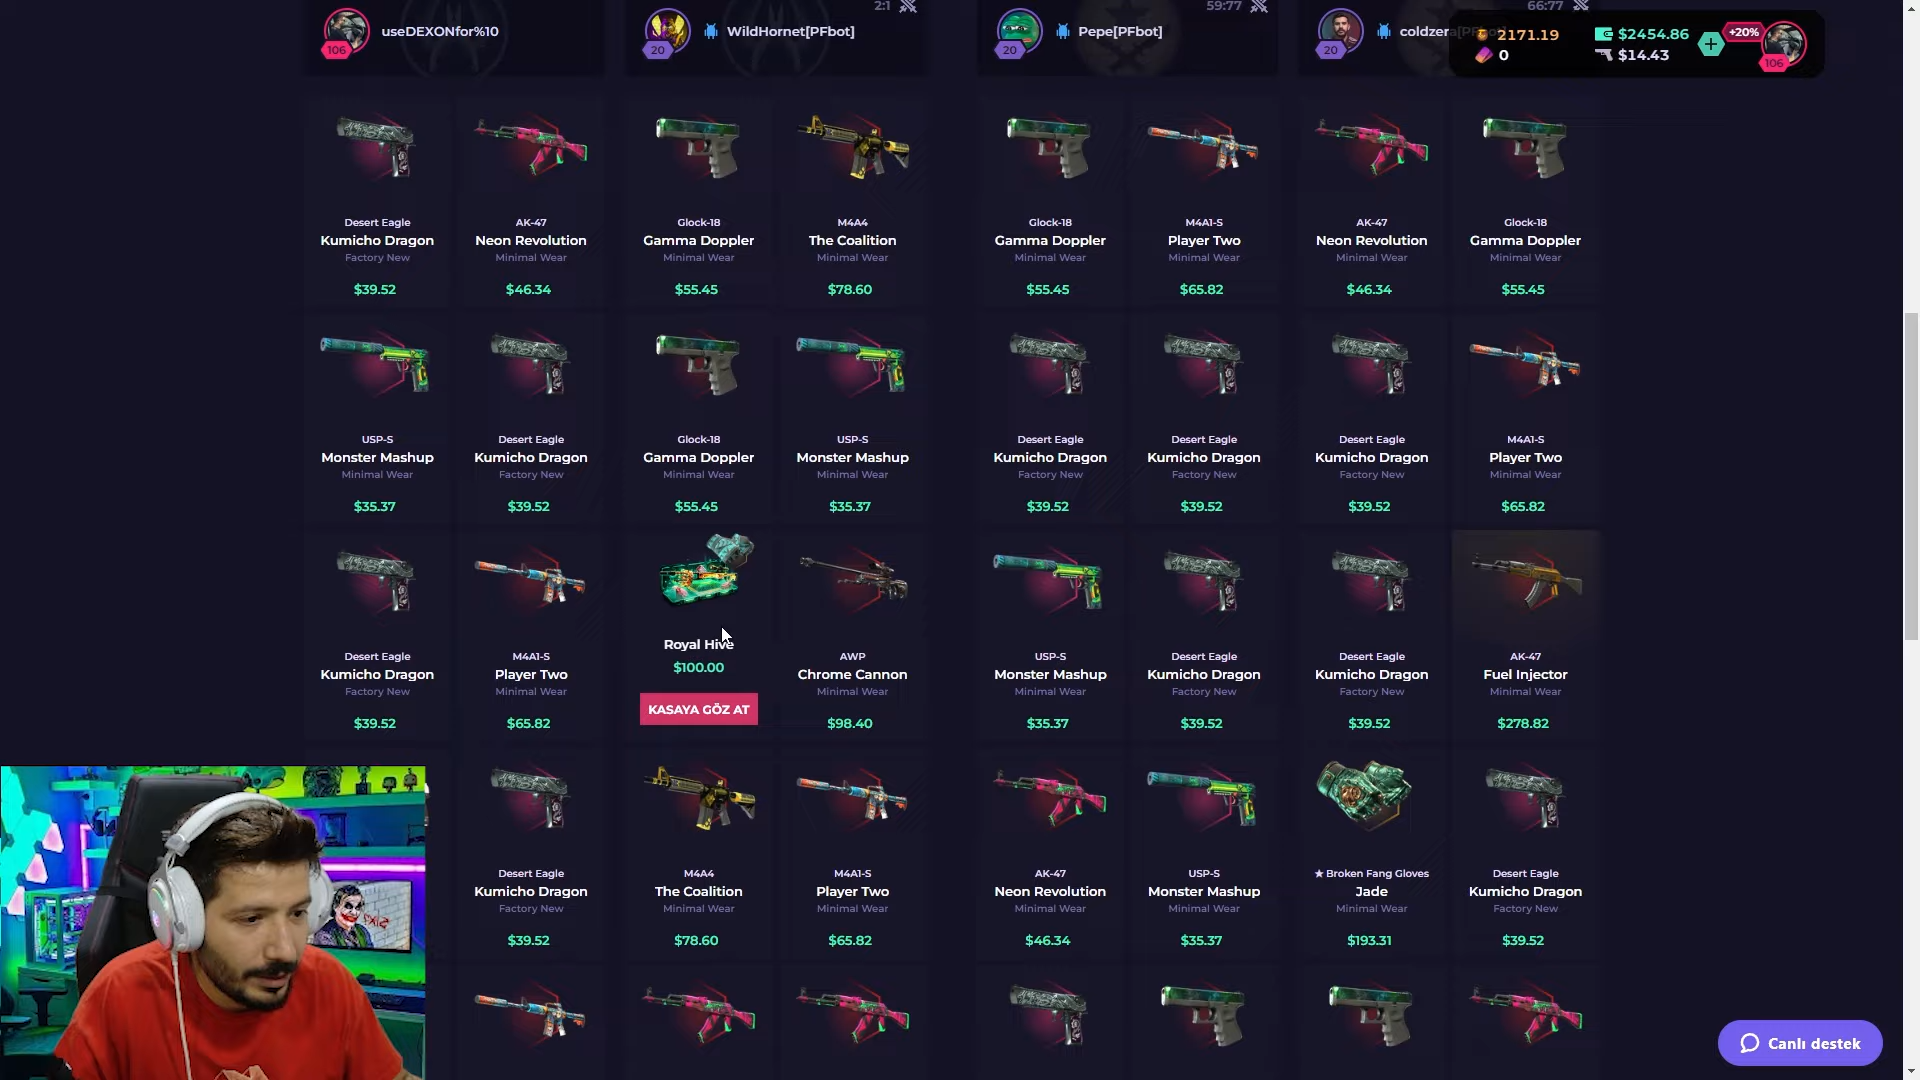 2:1
59:77
66:77
106
useDEXONfor%10
20
WildHornet[PFbot]
20
Pepe[PFbot]
20
coldzera[PFbot]
2171.19
0
$2454.86
$14.43
+20%
106
Desert Eagle
Kumicho Dragon
Factory New
$39.52
AK-47
Neon Revolution
Minimal Wear
$46.34
Glock-18
Gamma Doppler
Minimal Wear
$55.45
M4A4
The Coalition
Minimal Wear
$78.60
Glock-18
Gamma Doppler
Minimal Wear
$55.45
M4A1-S
Player Two
Minimal Wear
$65.82
AK-47
Neon Revolution
Minimal Wear
$46.34
Glock-18
Gamma Doppler
Minimal Wear
$55.45
USP-S
Monster Mashup
Minimal Wear
$35.37
Desert Eagle
Kumicho Dragon
Factory New
$39.52
Glock-18
Gamma Doppler
Minimal Wear
$55.45
USP-S
Monster Mashup
Minimal Wear
$35.37
Desert Eagle
Kumicho Dragon
Factory New
$39.52
Desert Eagle
Kumicho Dragon
Factory New
$39.52
Desert Eagle
Kumicho Dragon
Factory New
$39.52
M4A1-S
Player Two
Minimal Wear
$65.82
Desert Eagle
Kumicho Dragon
Factory New
$39.52
M4A1-S
Player Two
Minimal Wear
$65.82
Royal Hive
$100.00
KASAYA GÖZ AT
AWP
Chrome Cannon
Minimal Wear
$98.40
USP-S
Monster Mashup
Minimal Wear
$35.37
Desert Eagle
Kumicho Dragon
Factory New
$39.52
Desert Eagle
Kumicho Dragon
Factory New
$39.52
AK-47
Fuel Injector
Minimal Wear
$278.82
Desert Eagle
Kumicho Dragon
Factory New
$39.52
M4A4
The Coalition
Minimal Wear
$78.60
M4A1-S
Player Two
Minimal Wear
$65.82
AK-47
Neon Revolution
Minimal Wear
$46.34
USP-S
Monster Mashup
Minimal Wear
$35.37
★ Broken Fang Gloves
Jade
Minimal Wear
$193.31
Desert Eagle
Kumicho Dragon
Factory New
$39.52
Canlı destek